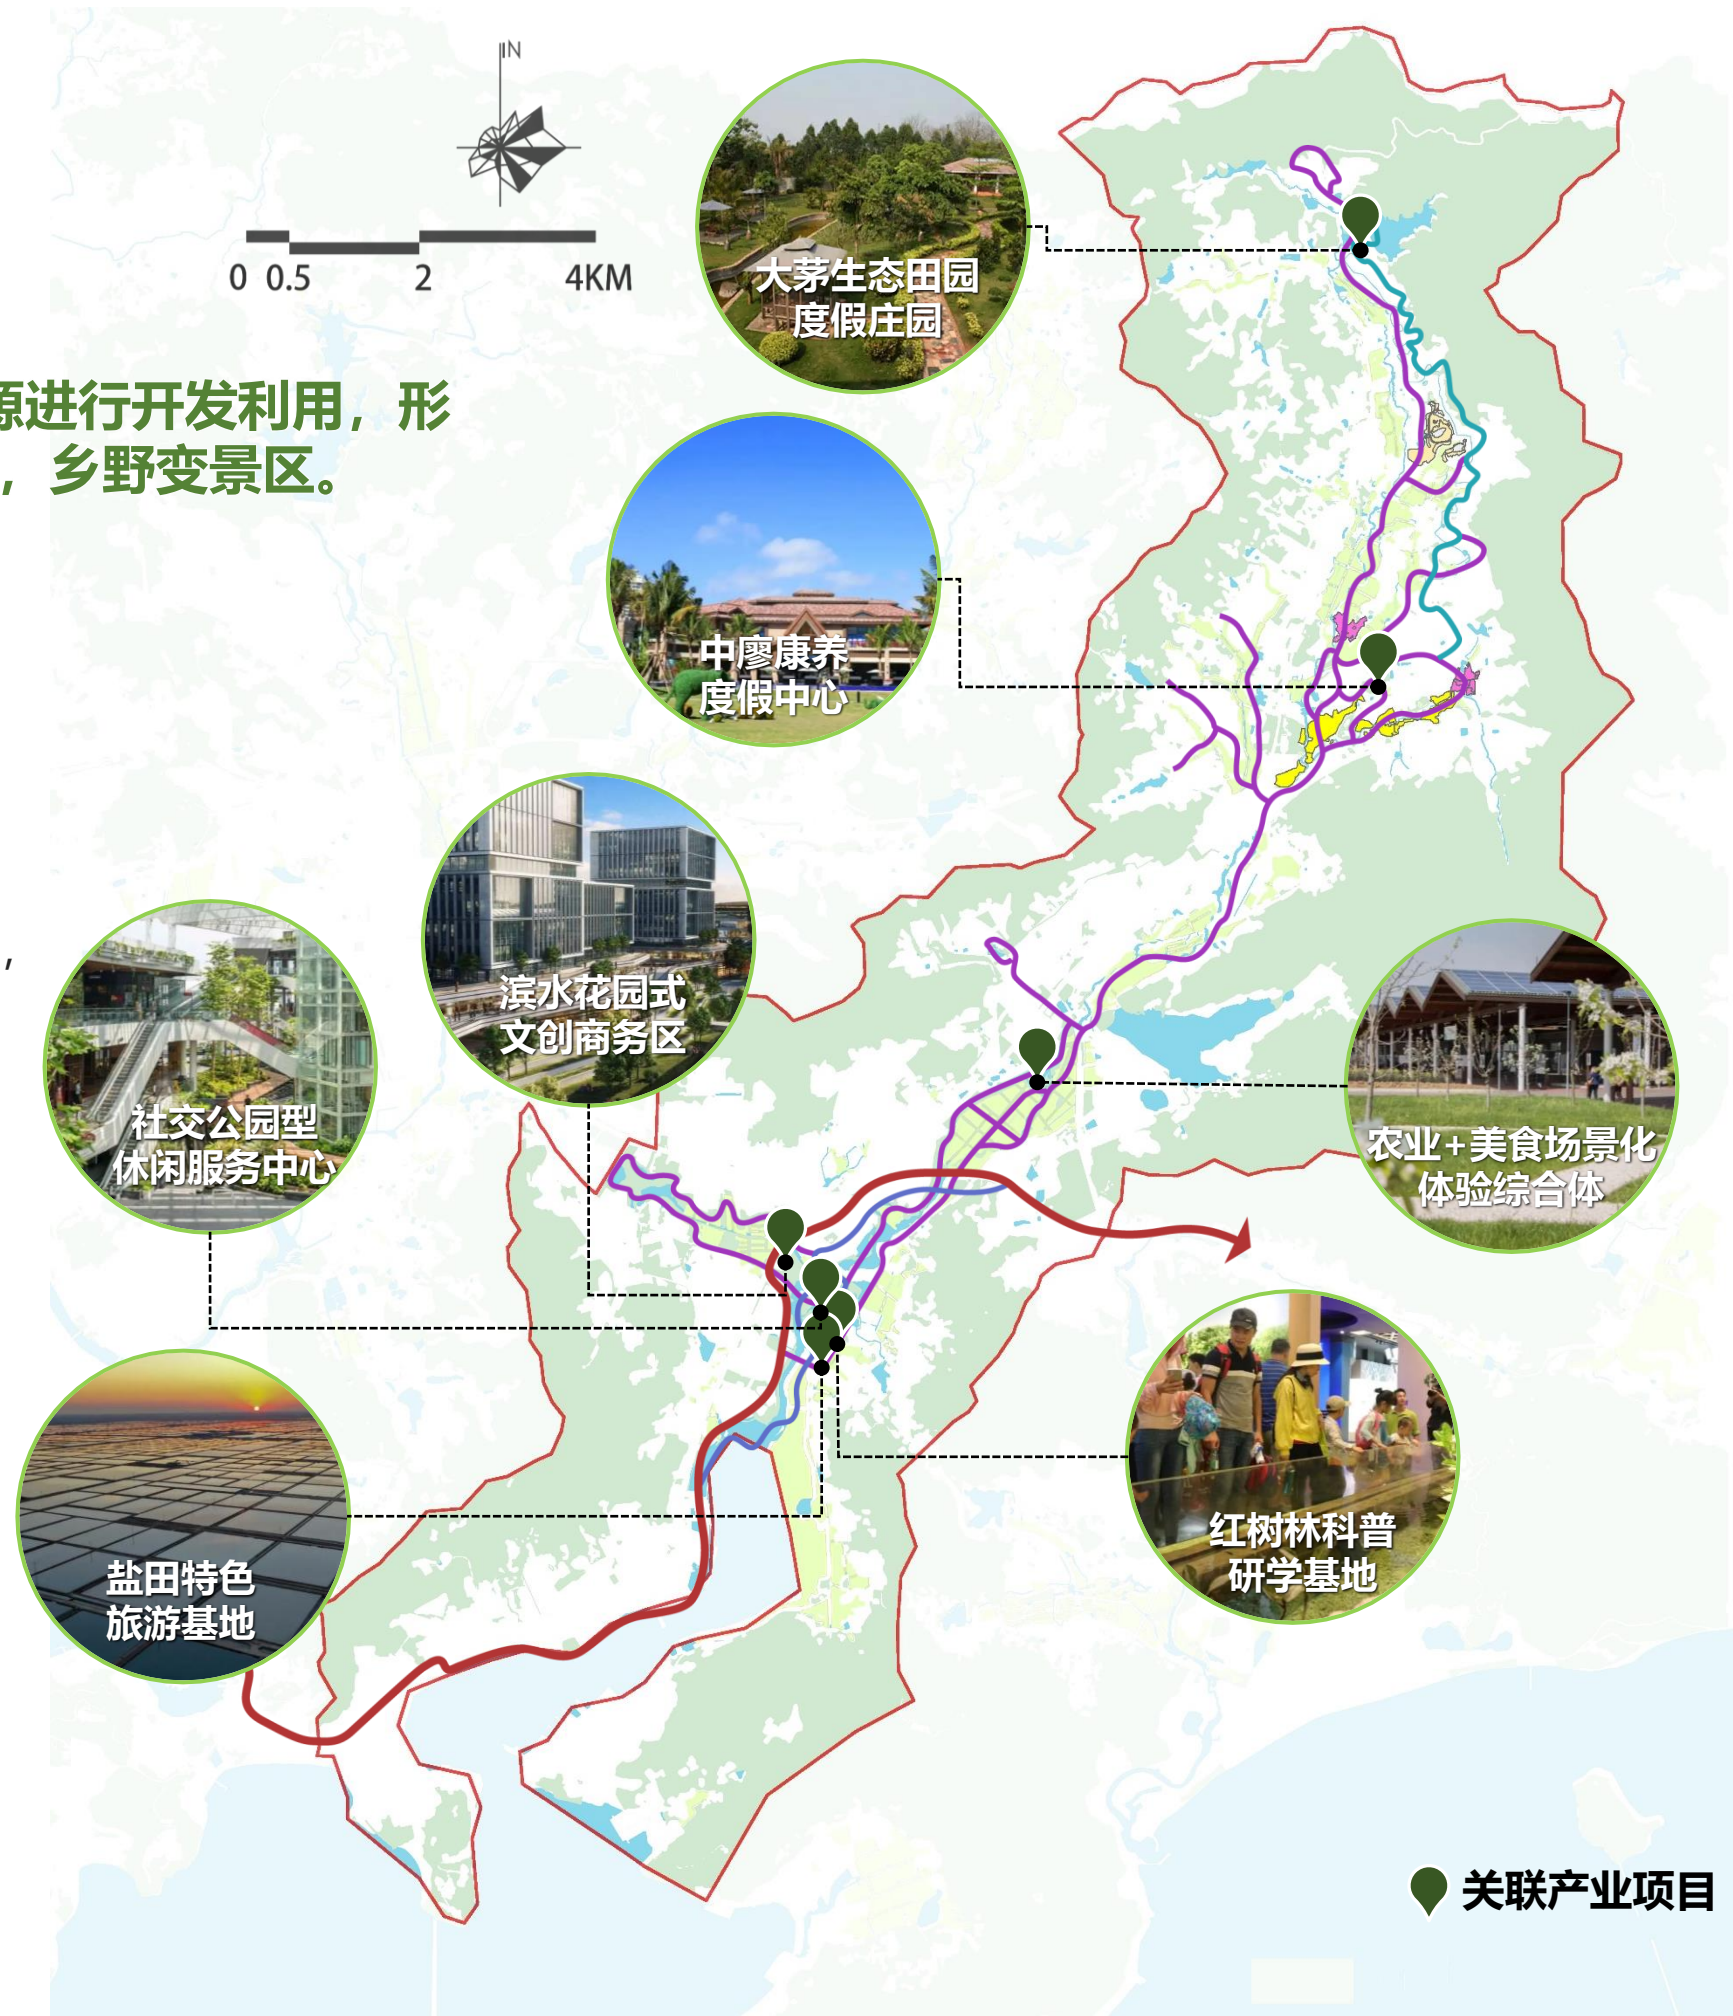 N
0 0.5 2 4KM
源进行开发利用，形
，乡野变景区。
，
大茅生态田园
度假庄园
中廖康养
度假中心
滨水花园式
文创商务区
社交公园型
休闲服务中心
农业+美食场景化
体验综合体
盐田特色
旅游基地
红树林科普
研学基地
关联产业项目